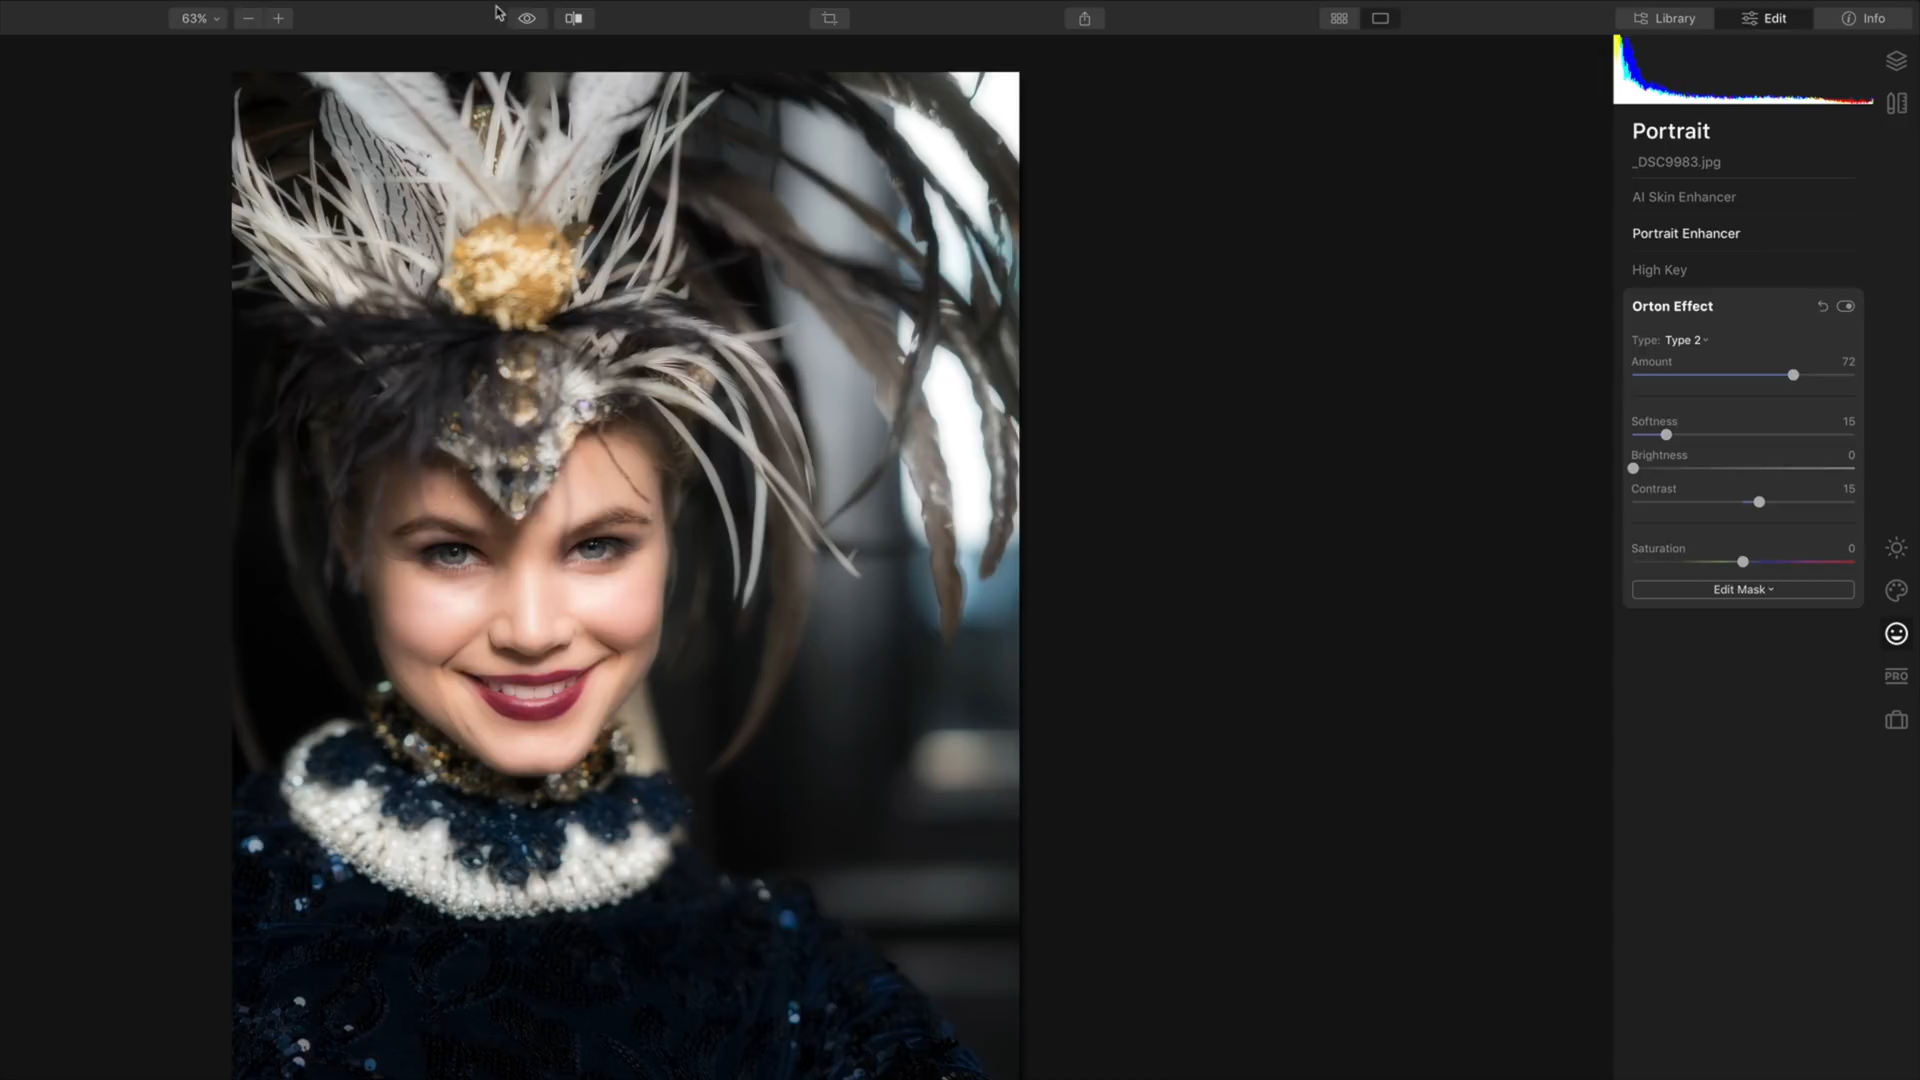 63%
Library
Edit
Info
Portrait
_DSC9983.jpg
AI Skin Enhancer
Portrait Enhancer
High Key
Orton Effect
Type: Type 2
Amount 72
Softness 15
Brightness 0
Contrast 15
Saturation 0
Edit Mask
PRO